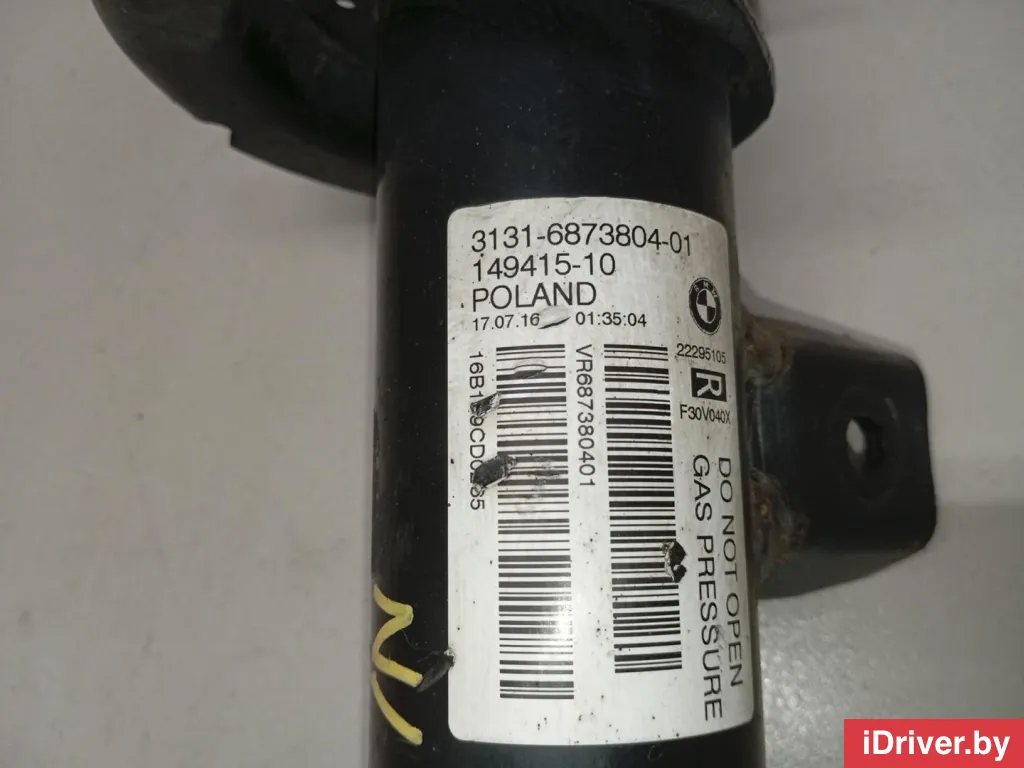 3131-6873804-01
149415-10
POLAND
17.07.16 01:35:04
BMW
22295105
R
F30V040X
VR687380401
DO NOT OPEN
GAS PRESSURE
iDriver.by